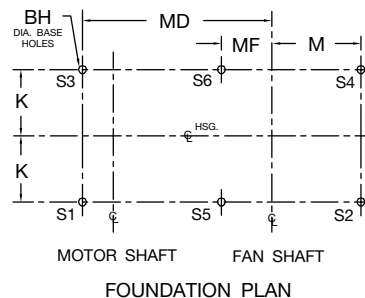 BH
DIA. BASE
HOLES
MD
MF
M
S3
S6
S4
K
HSG.
K
S1
S5
S2
MOTOR SHAFT
FAN SHAFT
FOUNDATION PLAN